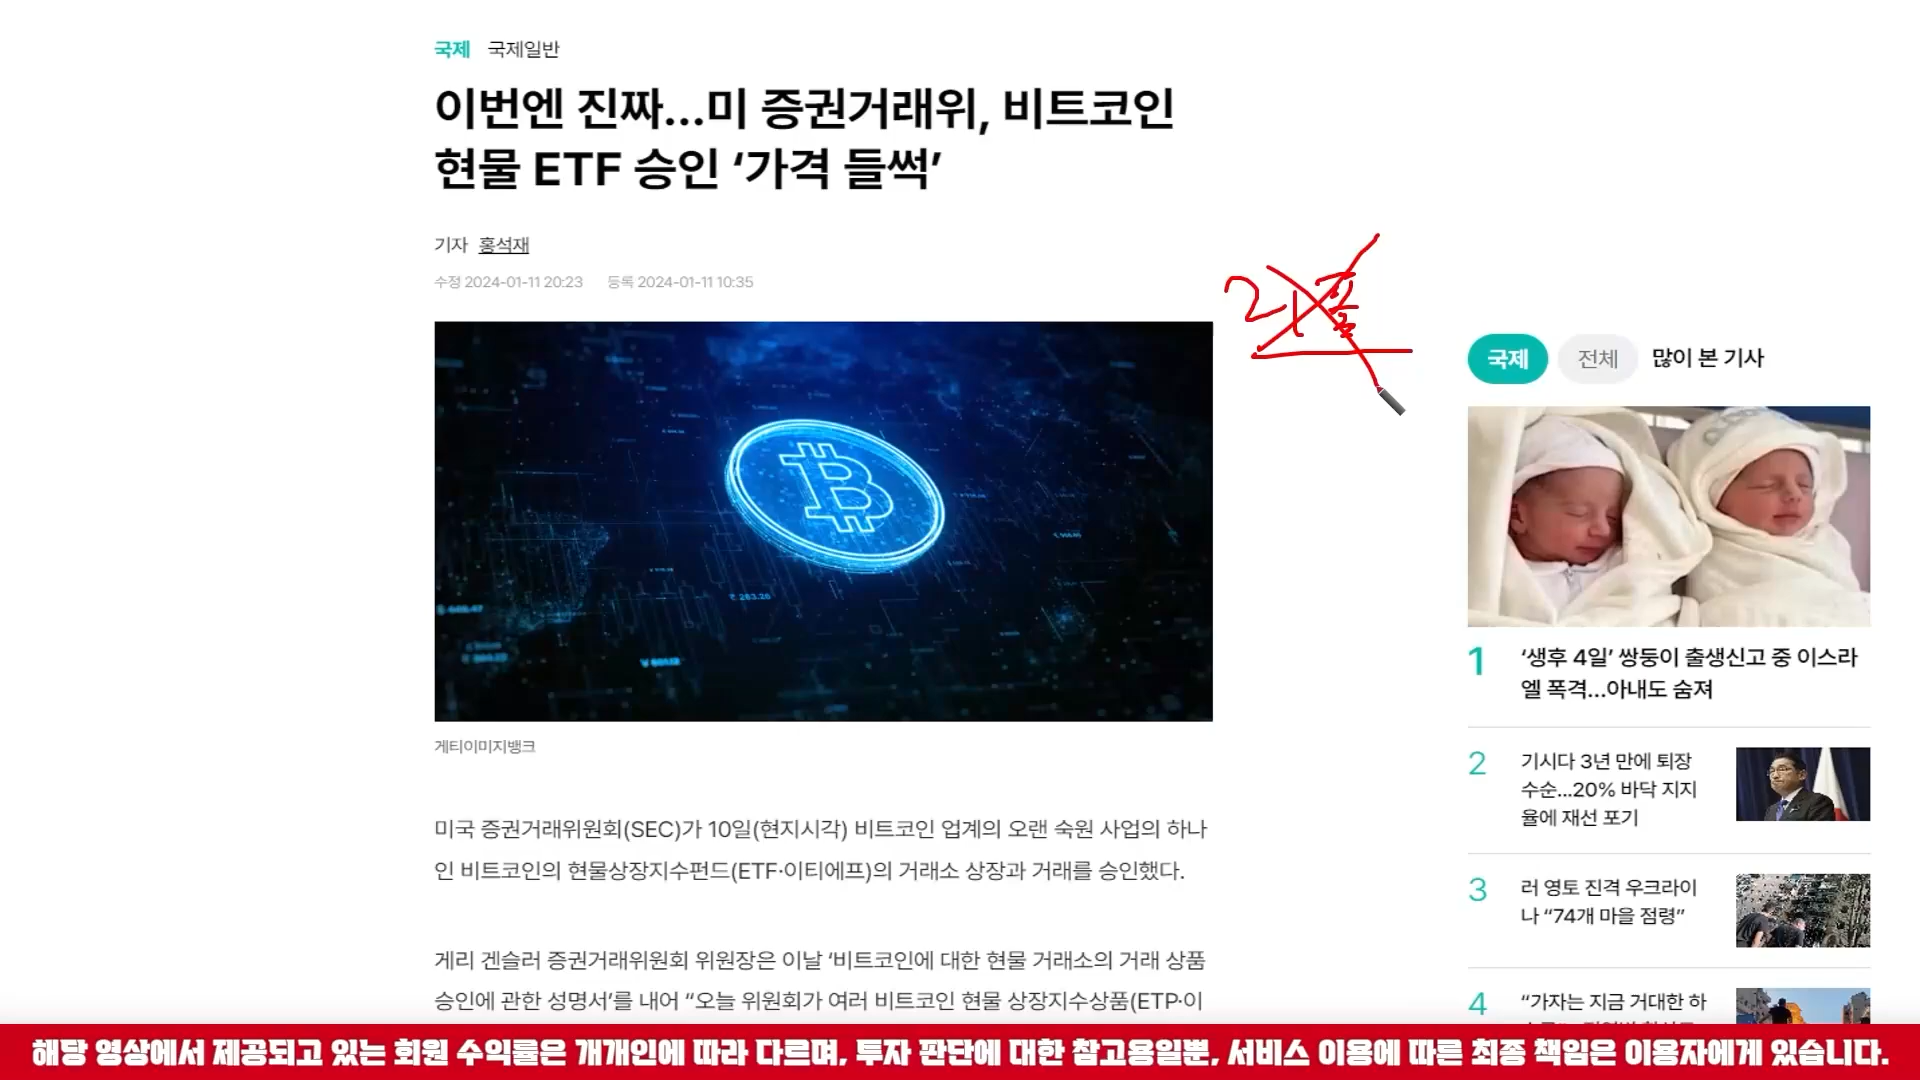 국제 국제일반
이번엔 진짜…미 증권거래위, 비트코인
현물 ETF 승인 ‘가격 들썩’
기자 홍석재
수정 2024-01-11 20:23 등록 2024-01-11 10:35
게티이미지뱅크
미국 증권거래위원회(SEC)가 10일(현지시각) 비트코인 업계의 오랜 숙원 사업의 하나
인 비트코인의 현물상장지수펀드(ETF·이티에프)의 거래소 상장과 거래를 승인했다.
게리 겐슬러 증권거래위원회 위원장은 이날 ‘비트코인에 대한 현물 거래소의 거래 상품
승인에 관한 성명서’를 내어 “오늘 위원회가 여러 비트코인 현물 상장지수상품(ETP·이
국제 전체 많이 본 기사
1 ‘생후 4일’ 쌍둥이 출생신고 중 이스라
엘 폭격…아내도 숨져
2 기시다 3년 만에 퇴장
수순…20% 바닥 지지
율에 재선 포기
3 러 영토 진격 우크라이
나 “74개 마을 점령”
4 “가자는 지금 거대한 하
해당 영상에서 제공되고 있는 회원 수익률은 개개인에 따라 다르며, 투자 판단에 대한 참고용일뿐, 서비스 이용에 따른 최종 책임은 이용자에게 있습니다.